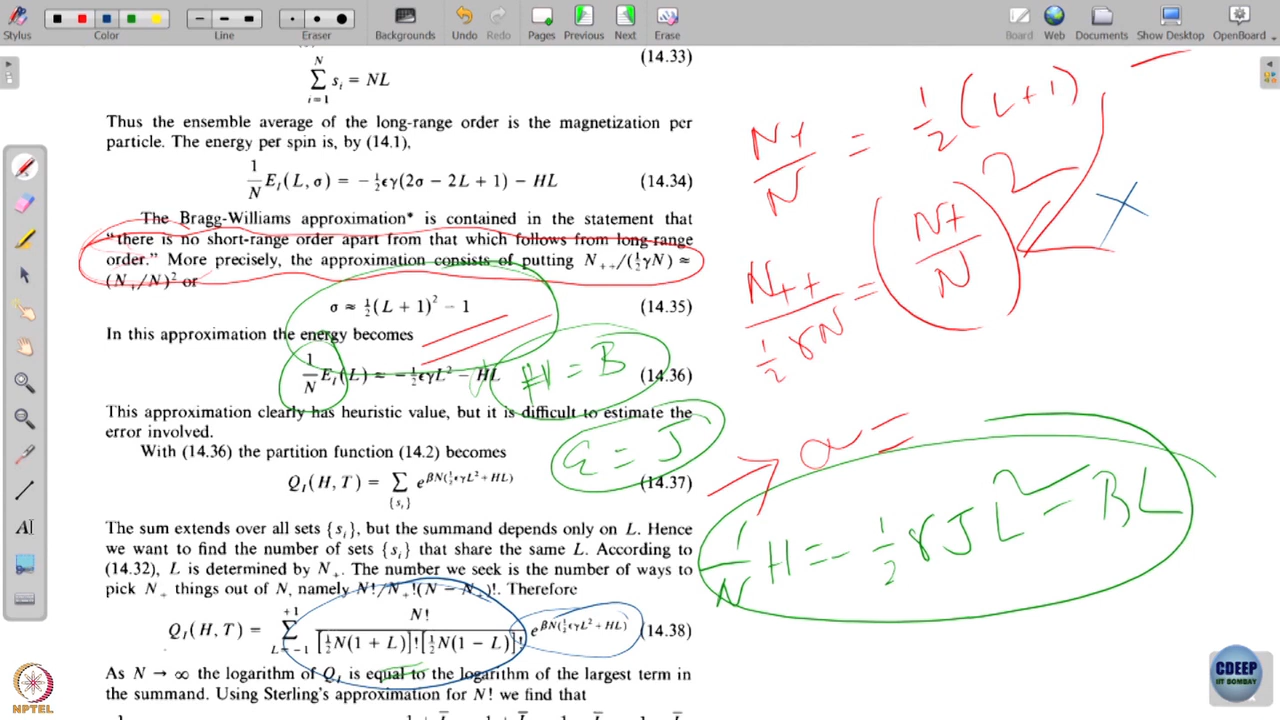 Stylus
Color
Line
Eraser
Backgrounds
Undo
Redo
Pages
Previous
Next
Erase
Board
Web
Documents
Show Desktop
OpenBoard
N
∑ s_i = NL (14.33)
i=1
Thus the ensemble average of the long-range order is the magnetization per
particle. The energy per spin is, by (14.1),
1/N E_I(L, σ) = −½ϵγ(2σ − 2L + 1) − HL (14.34)
The Bragg-Williams approximation* is contained in the statement that
“there is no short-range order apart from that which follows from long-range
order.” More precisely, the approximation consists of putting N₊₊/(½γN) ≈
(N₊/N)² or
σ ≈ ½(L + 1)² − 1 (14.35)
In this approximation the energy becomes
1/N E_I(L) ≈ −½ϵγL² − HL (14.36)
This approximation clearly has heuristic value, but it is difficult to estimate the
error involved.
With (14.36) the partition function (14.2) becomes
Q_I(H, T) = ∑_{s_i} e^{βN(½ϵγL²+HL)} (14.37)
The sum extends over all sets {s_i}, but the summand depends only on L. Hence
we want to find the number of sets {s_i} that share the same L. According to
(14.32), L is determined by N₊. The number we seek is the number of ways to
pick N₊ things out of N, namely N!/N₊!(N − N₊)!. Therefore
Q_I(H, T) = ∑_{L=−1}^{+1} N!/[½N(1 + L)]![½N(1 − L)]! e^{βN(½ϵγL²+HL)} (14.38)
As N → ∞ the logarithm of Q_I is equal to the logarithm of the largest term in
the summand. Using Sterling's approximation for N! we find that
N+/N = 1/2 (L+1)
N++/½γN = (N+/N)²
H = B
ε = J
1/N H = − 1/2 γ J L² − BL
NPTEL
CDEEP
IIT BOMBAY